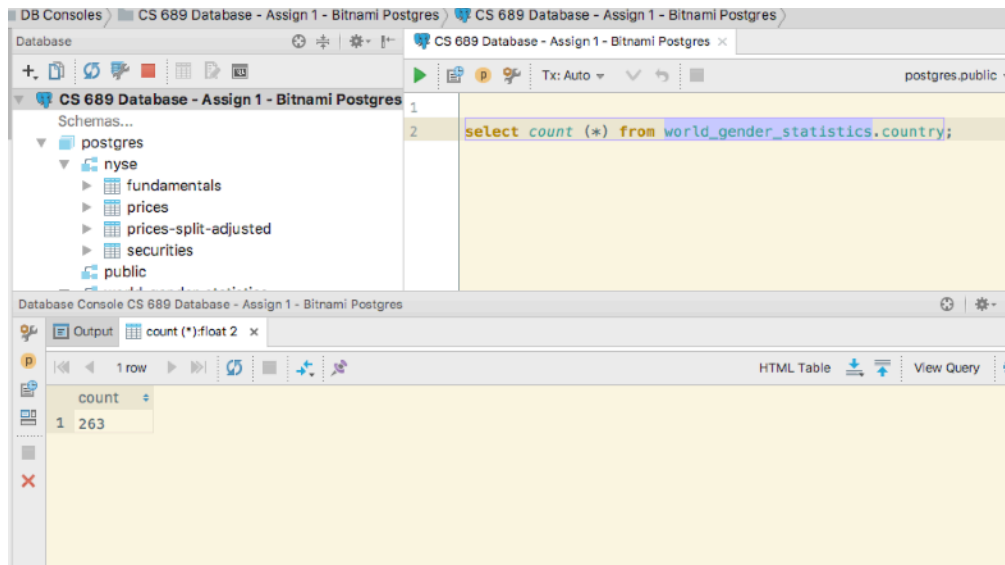 DB Consoles CS 689 Database - Assign 1 - Bitnami Postgres CS 689 Database - Assign 1 - Bitnami Postgres
Database
CS 689 Database - Assign 1 - Bitnami Postgres
Tx: Auto
postgres.public
CS 689 Database - Assign 1 - Bitnami Postgres
Schemas...
postgres
nyse
fundamentals
prices
prices-split-adjusted
securities
public
1
2 select count (*) from world_gender_statistics.country;
Database Console CS 689 Database - Assign 1 - Bitnami Postgres
Output count (*):float 2
1 row HTML Table View Query
count
1 263